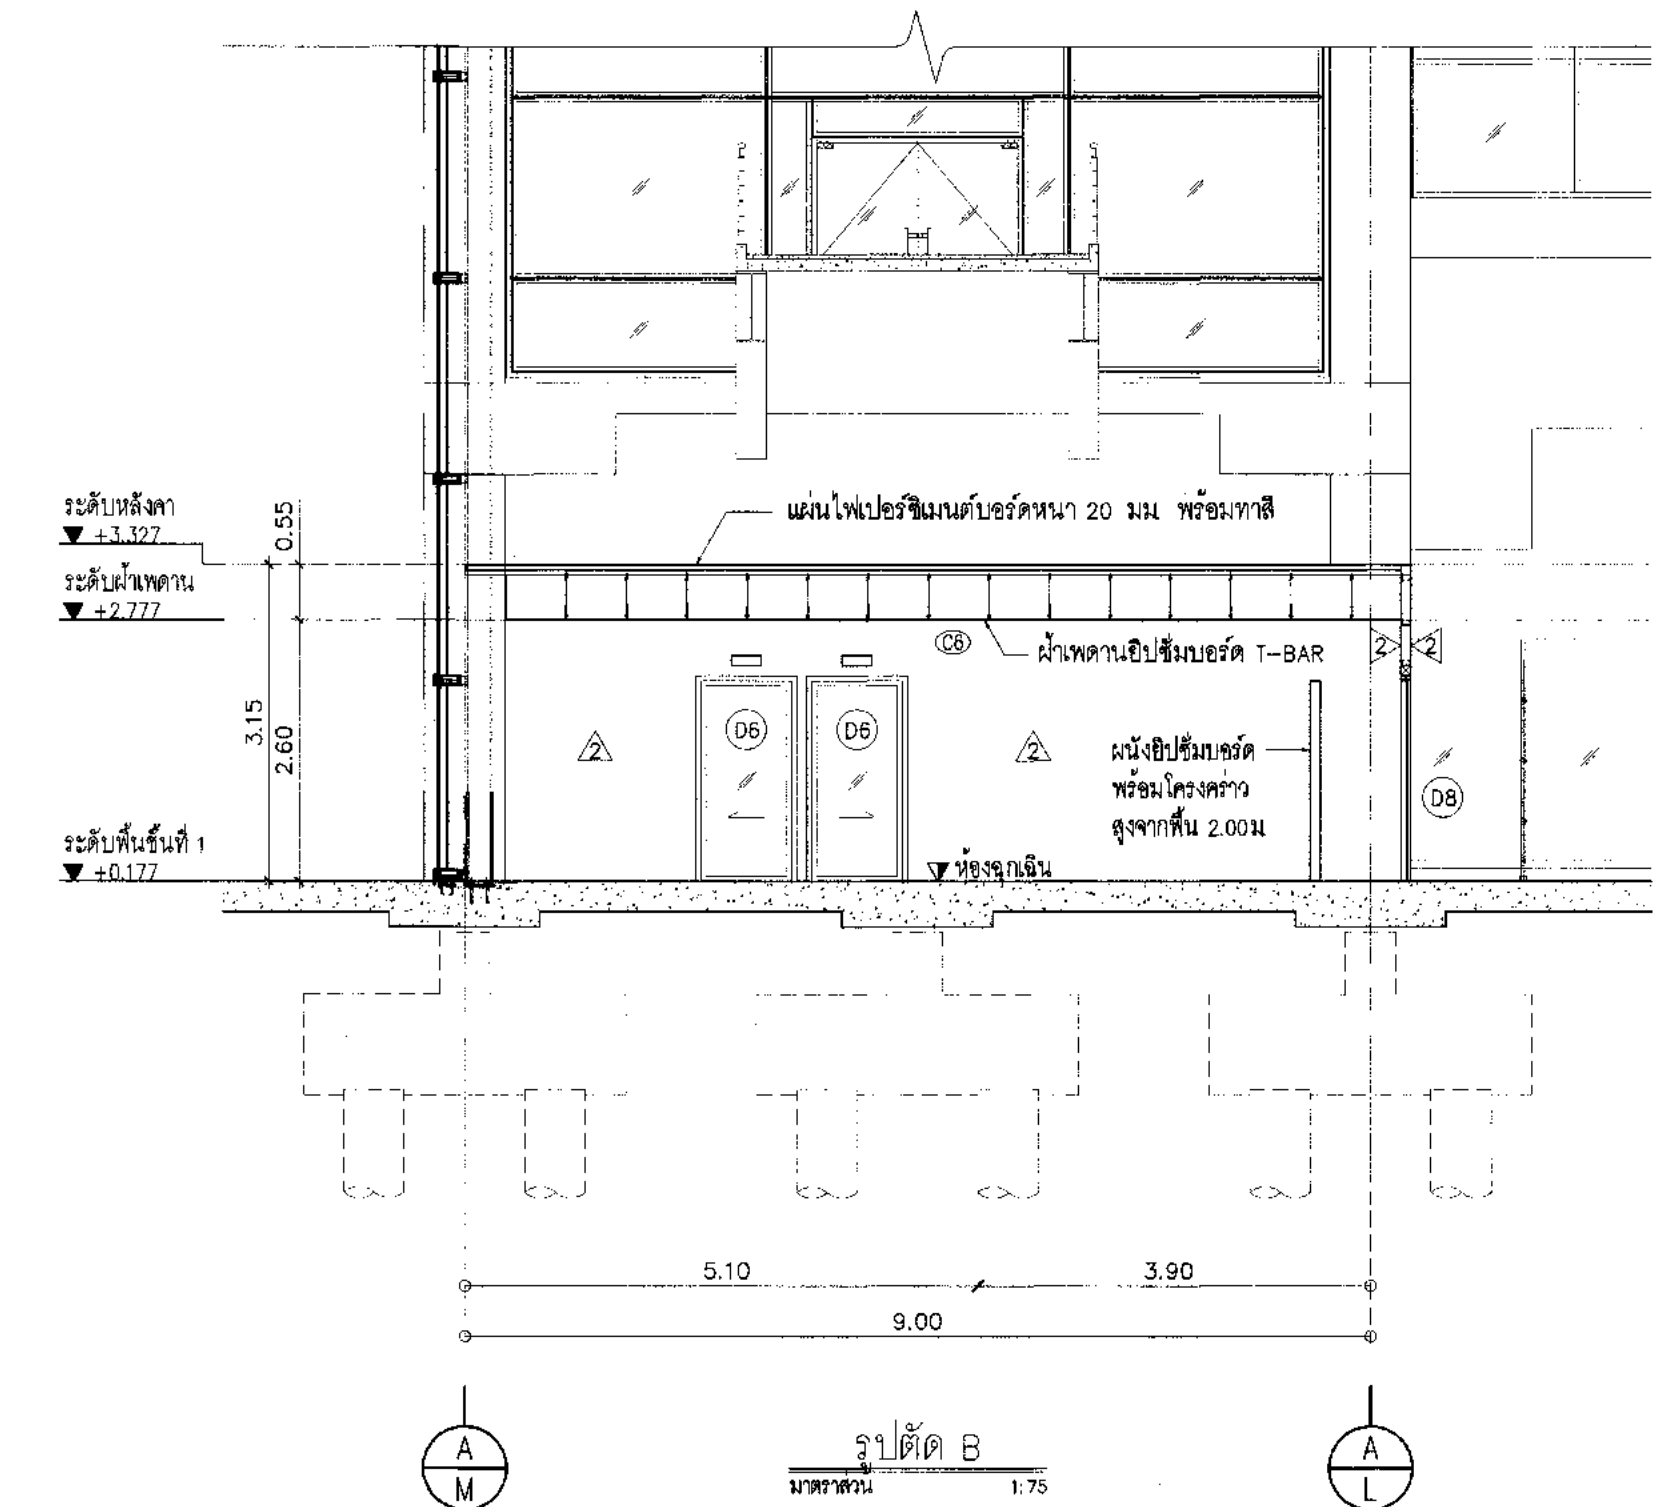 ระดับหลังคา
+3.327
0.55
แผ่นไฟเบอร์ซีเมนต์บอร์ดหนา 20 มม. พร้อมทาสี
ระดับฝ้าเพดาน
+2.777
C6
ฝ้าเพดานยิปซั่มบอร์ด T-BAR
2
2
3.15
2.60
D6
D6
2
2
ผนังยิปซั่มบอร์ด
พร้อมโครงคร่าว
สูงจากพื้น 2.00ม
D8
ระดับพื้นชั้นที่ 1
+0.177
ห้องฉุกเฉิน
5.10
3.90
9.00
A
M
รูปตัด B
มาตราส่วน 1:75
A
L